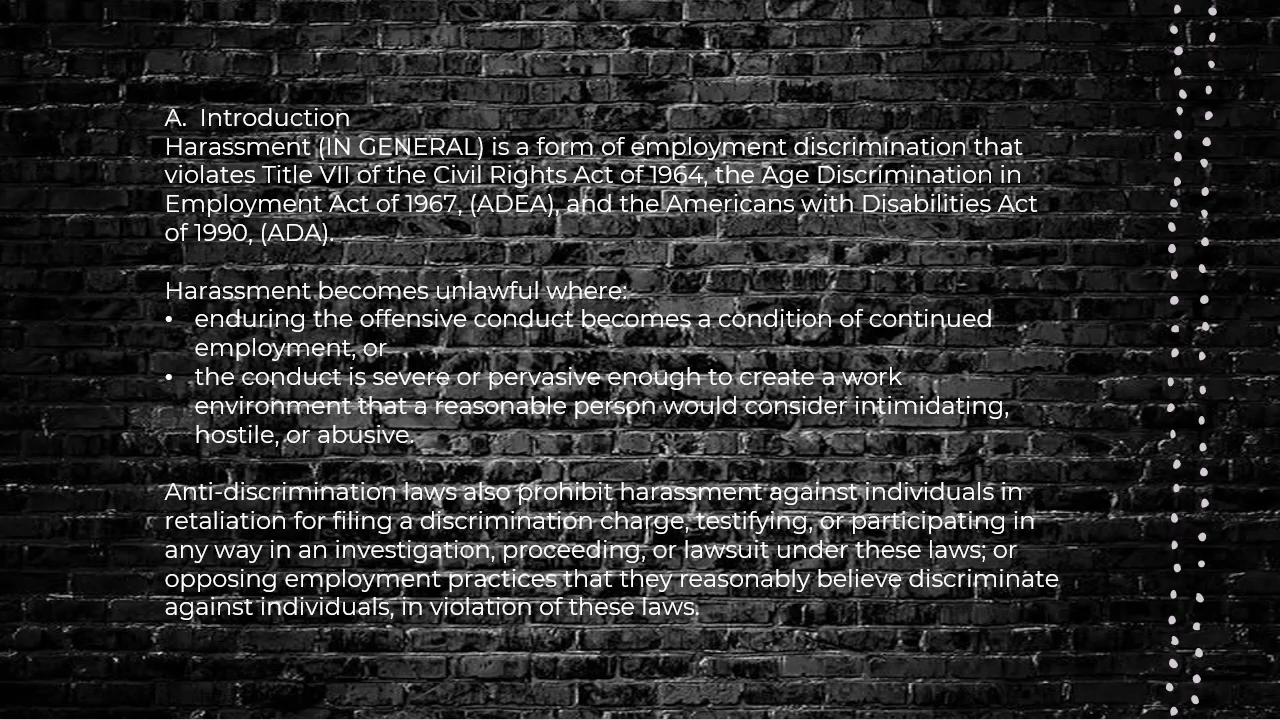 A. Introduction
Harassment (IN GENERAL) is a form of employment discrimination that
violates Title VII of the Civil Rights Act of 1964, the Age Discrimination in
Employment Act of 1967, (ADEA), and the Americans with Disabilities Act
of 1990, (ADA).
Harassment becomes unlawful where:
• enduring the offensive conduct becomes a condition of continued
employment, or
• the conduct is severe or pervasive enough to create a work
environment that a reasonable person would consider intimidating,
hostile, or abusive.
Anti-discrimination laws also prohibit harassment against individuals in
retaliation for filing a discrimination charge, testifying, or participating in
any way in an investigation, proceeding, or lawsuit under these laws; or
opposing employment practices that they reasonably believe discriminate
against individuals, in violation of these laws.